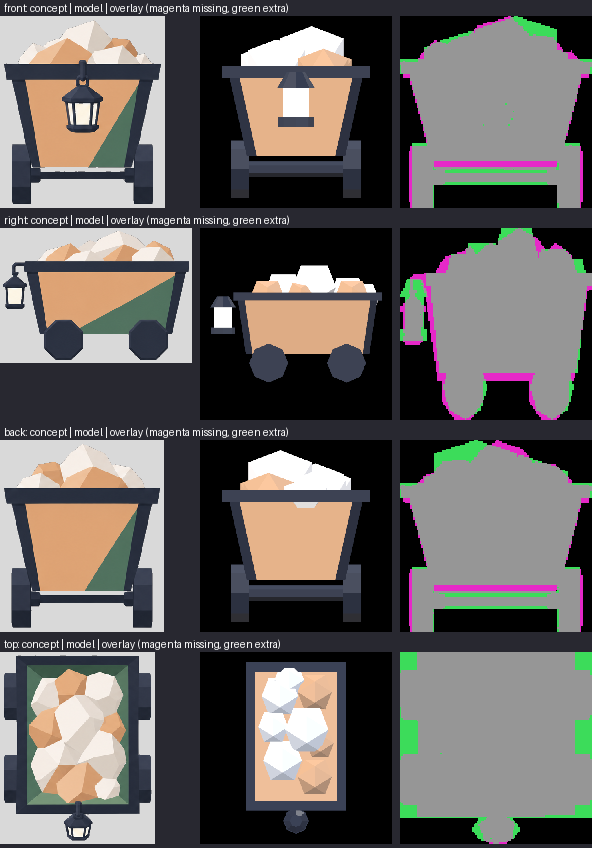 front: concept | model | overlay (magenta missing, green extra)
right: concept | model | overlay (magenta missing, green extra)
back: concept | model | overlay (magenta missing, green extra)
top: concept | model | overlay (magenta missing, green extra)